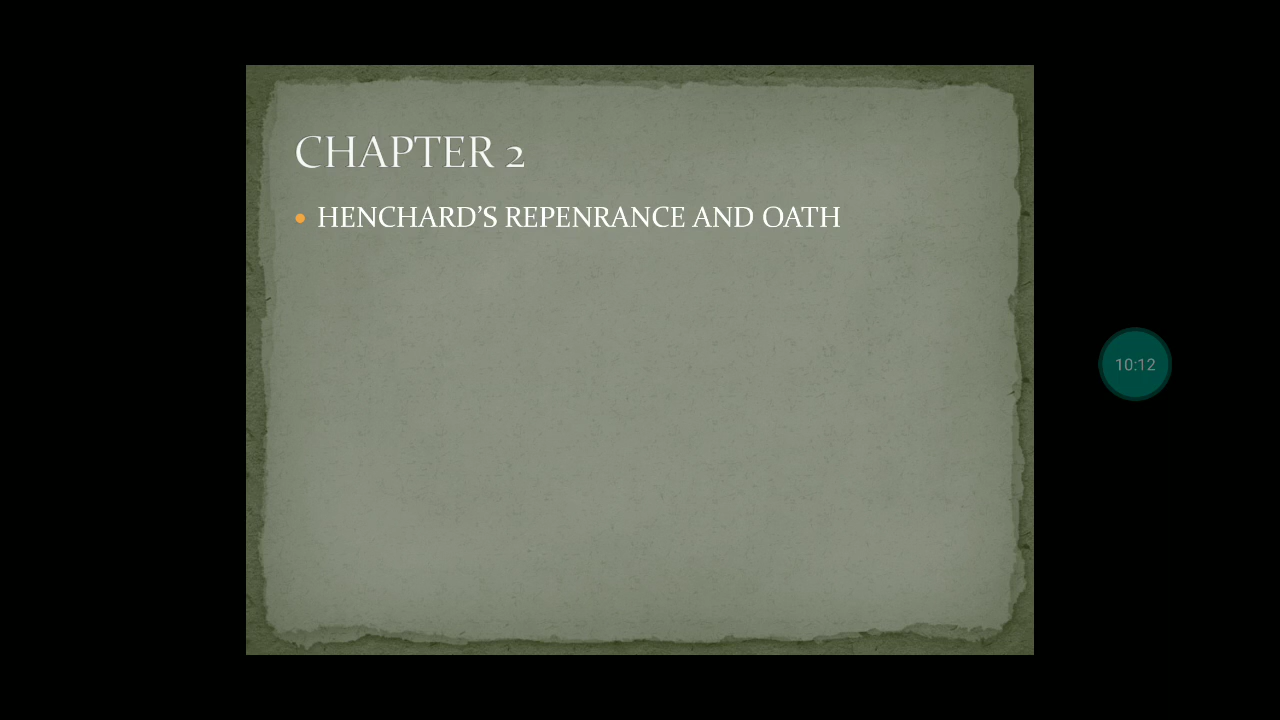 CHAPTER 2
• HENCHARD'S REPENRANCE AND OATH
10:12